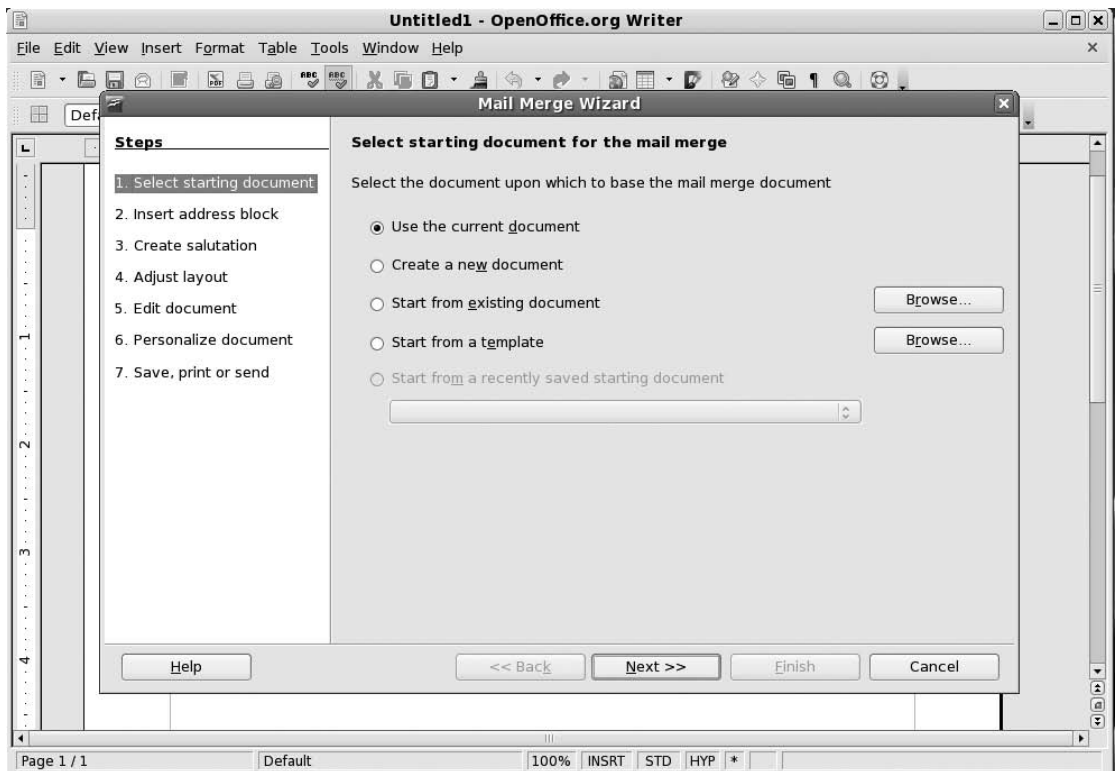 Untitled1 - OpenOffice.org Writer
File Edit View Insert Format Table Tools Window Help
Mail Merge Wizard
Steps
1. Select starting document
2. Insert address block
3. Create salutation
4. Adjust layout
5. Edit document
6. Personalize document
7. Save, print or send
Select starting document for the mail merge
Select the document upon which to base the mail merge document
Use the current document
Create a new document
Start from existing document Browse...
Start from a template Browse...
Start from a recently saved starting document
Help << Back Next >> Finish Cancel
1
2
3
4
Page 1 / 1 Default 100% INSRT STD HYP *